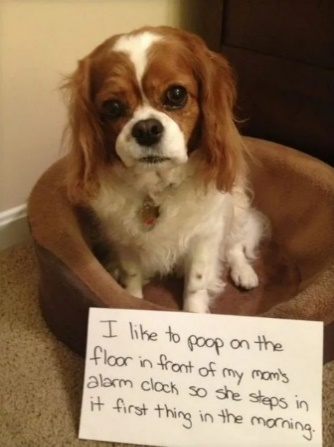 I like to poop on the
floor in front of my mom's
alarm clock so she steps in
it first thing in the morning.